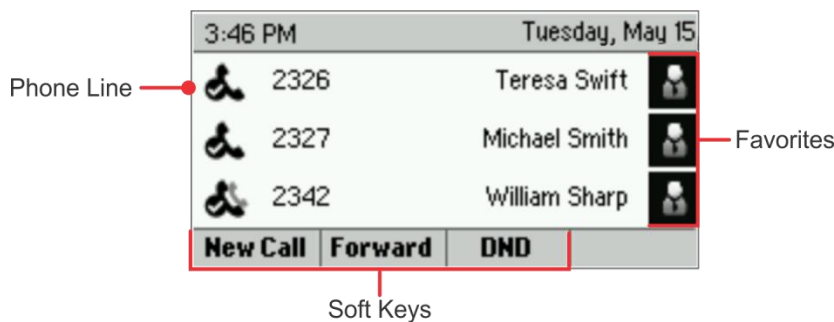 3:46 PM Tuesday, May 15
Phone Line 2326 Teresa Swift
2327 Michael Smith Favorites
2342 William Sharp
New Call Forward DND
Soft Keys